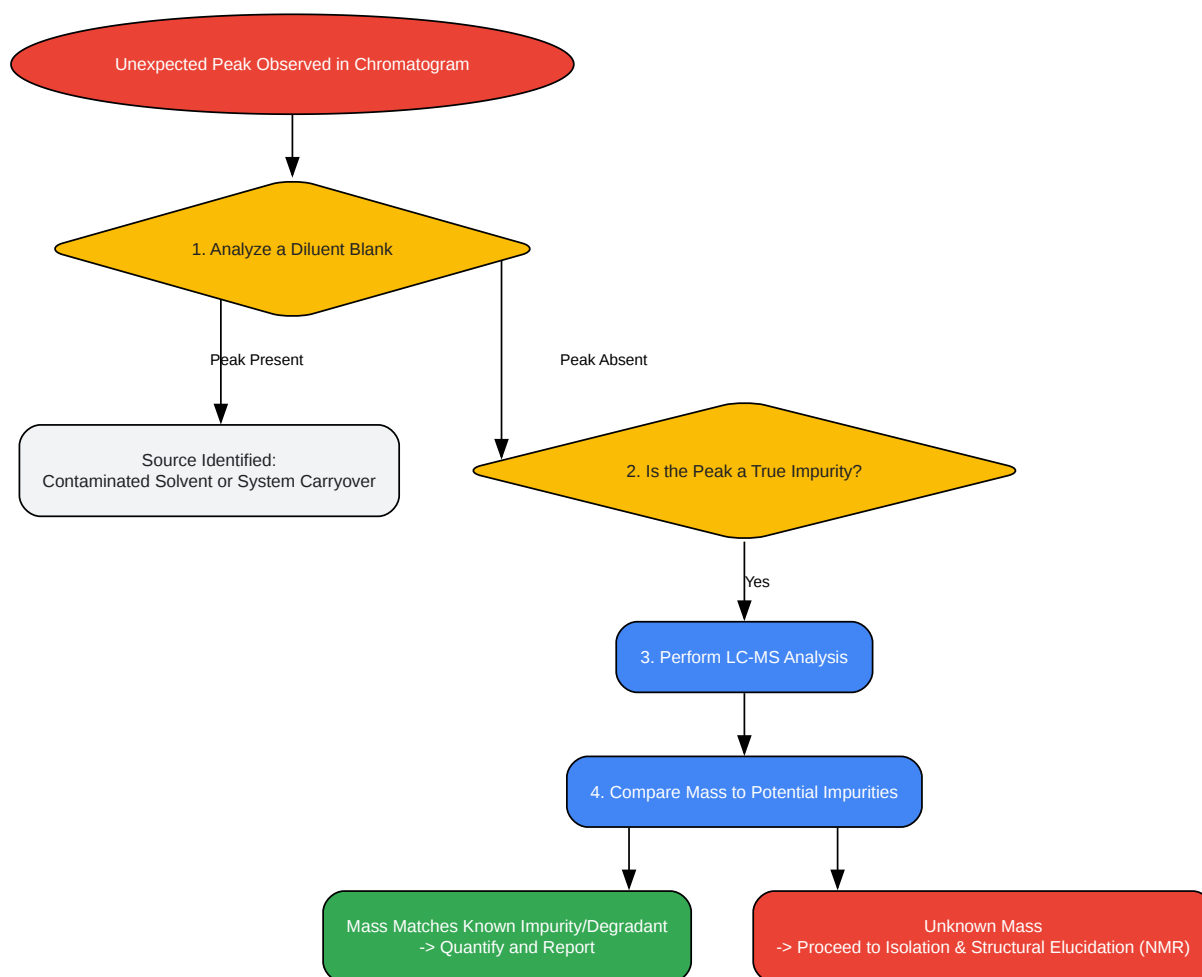 Unexpected Peak Observed in Chromatogram
1. Analyze a Diluent Blank
Peak Present
Peak Absent
Source Identified:
Contaminated Solvent or System Carryover
2. Is the Peak a True Impurity?
Yes
3. Perform LC-MS Analysis
4. Compare Mass to Potential Impurities
Mass Matches Known Impurity/Degradant
-> Quantify and Report
Unknown Mass
-> Proceed to Isolation & Structural Elucidation (NMR)